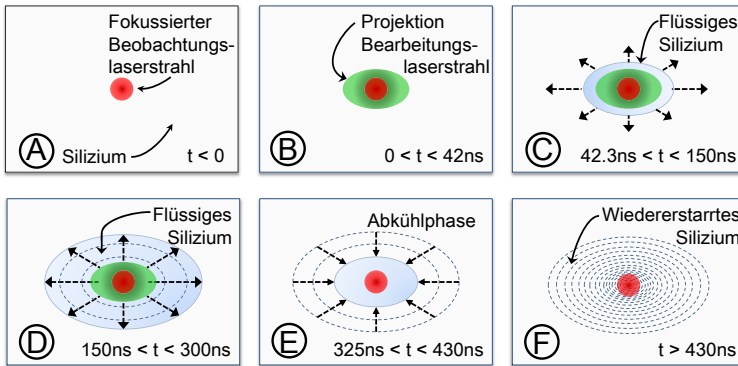 Fokussierter
Beobachtungs-
laserstrahl
Silizium
t < 0
A
Projektion
Bearbeitungs-
laserstrahl
B
0 < t < 42ns
Flüssiges
Silizium
C
42.3ns < t < 150ns
Flüssiges
Silizium
D
150ns < t < 300ns
Abkühlphase
E
325ns < t < 430ns
Wiedererstarrtes
Silizium
F
t > 430ns